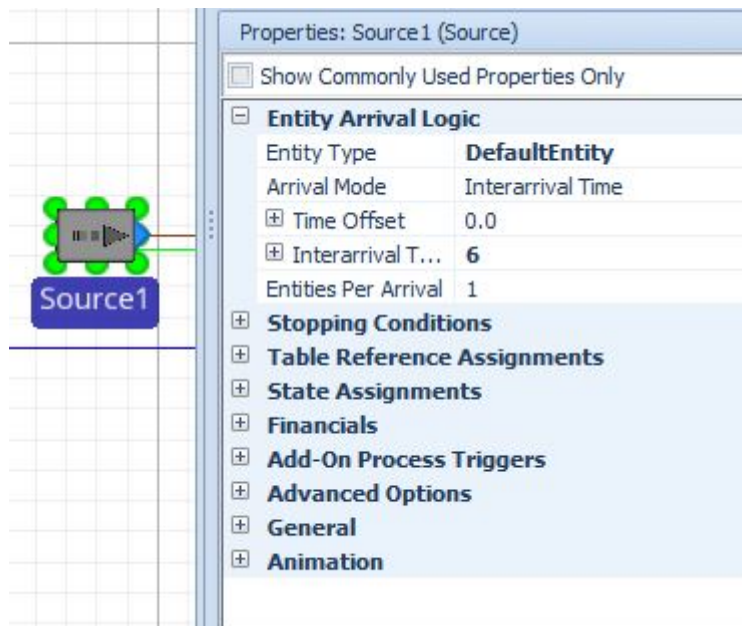 Properties: Source1 (Source)
Show Commonly Used Properties Only
Entity Arrival Logic
Entity Type DefaultEntity
Arrival Mode Interarrival Time
Time Offset 0.0
Interarrival T... 6
Entities Per Arrival 1
Stopping Conditions
Table Reference Assignments
State Assignments
Financials
Add-On Process Triggers
Advanced Options
General
Animation
Source1